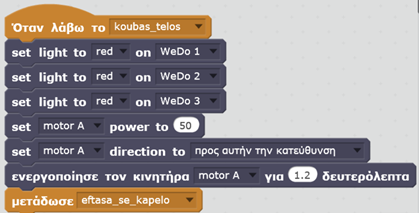 Όταν λάβω το koubas_telos
set light to red on WeDo 1
set light to red on WeDo 2
set light to red on WeDo 3
set motor A power to 50
set motor A direction to προς αυτήν την κατεύθυνση
ενεργοποίησε τον κινητήρα motor A για 1.2 δευτερόλεπτα
μετάδωσε eftasa_se_kapelo